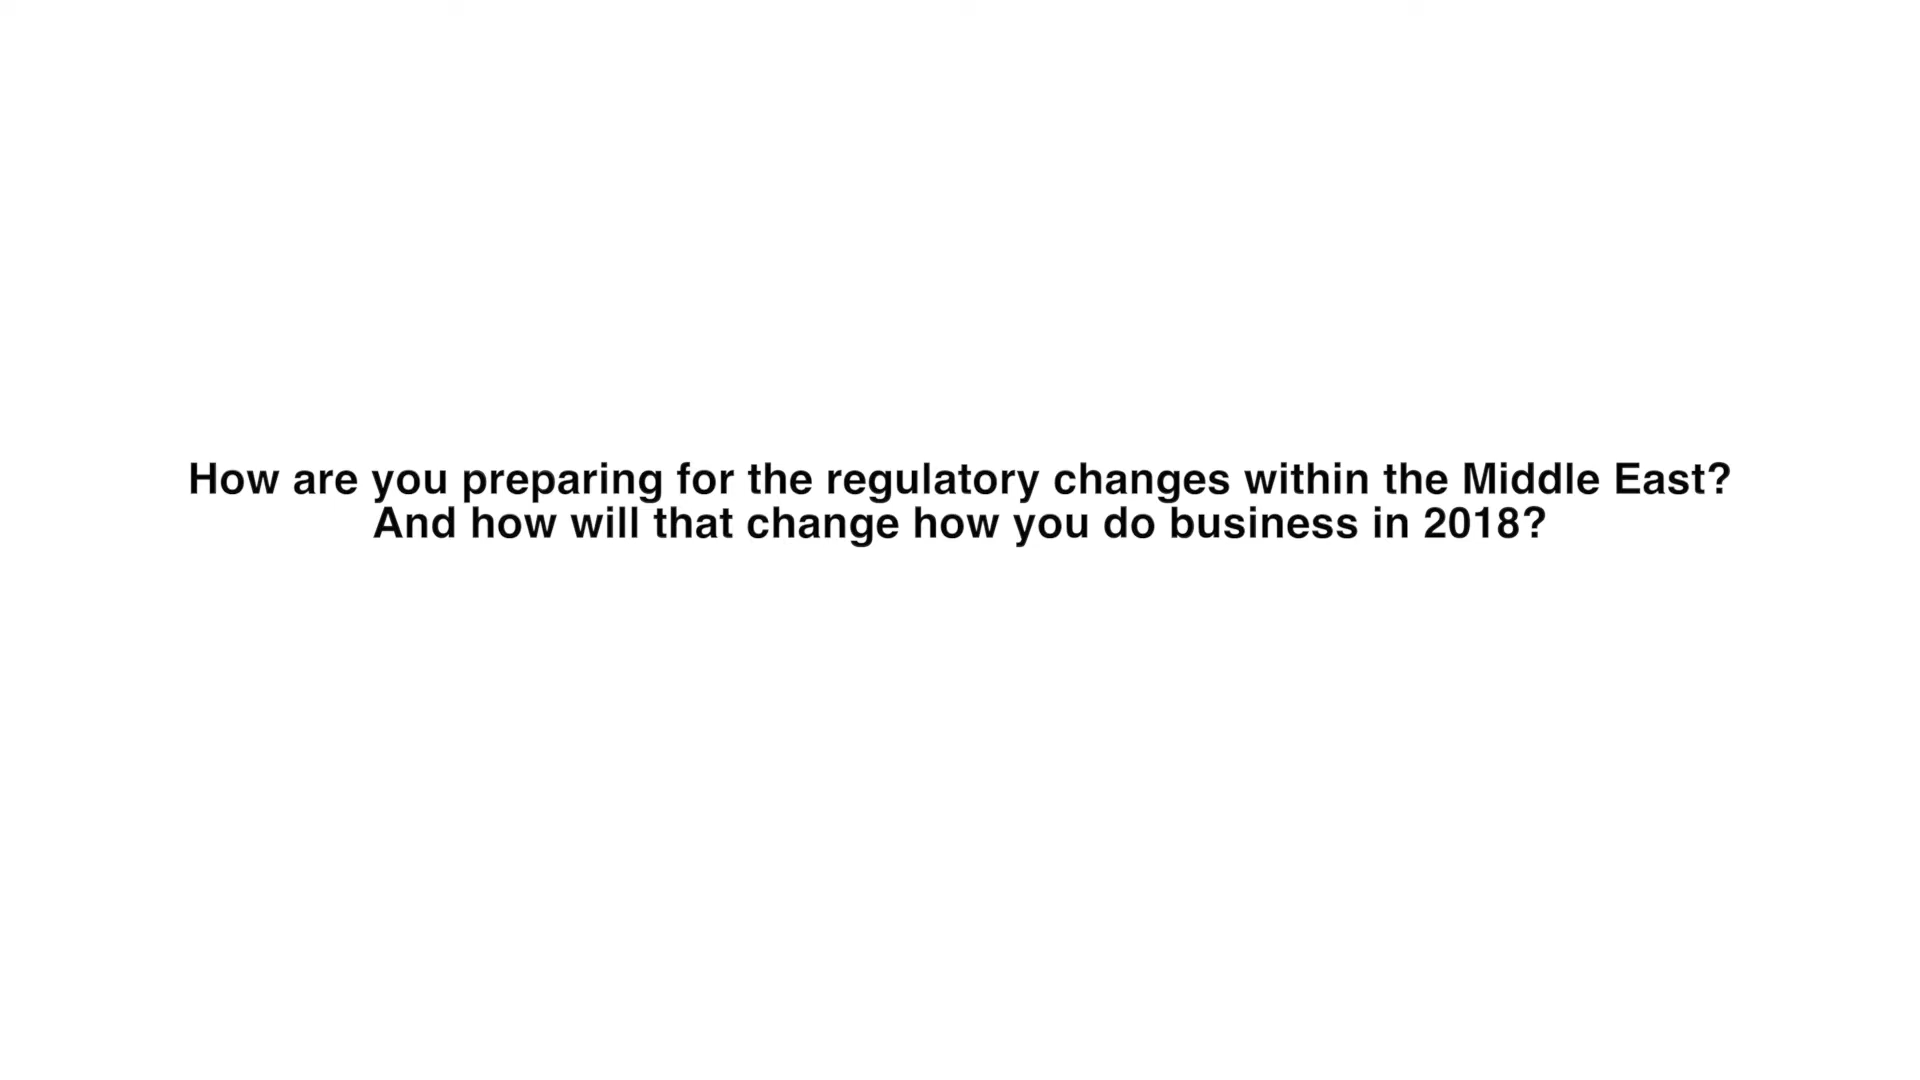 How are you preparing for the regulatory changes within the Middle East?
And how will that change how you do business in 2018?